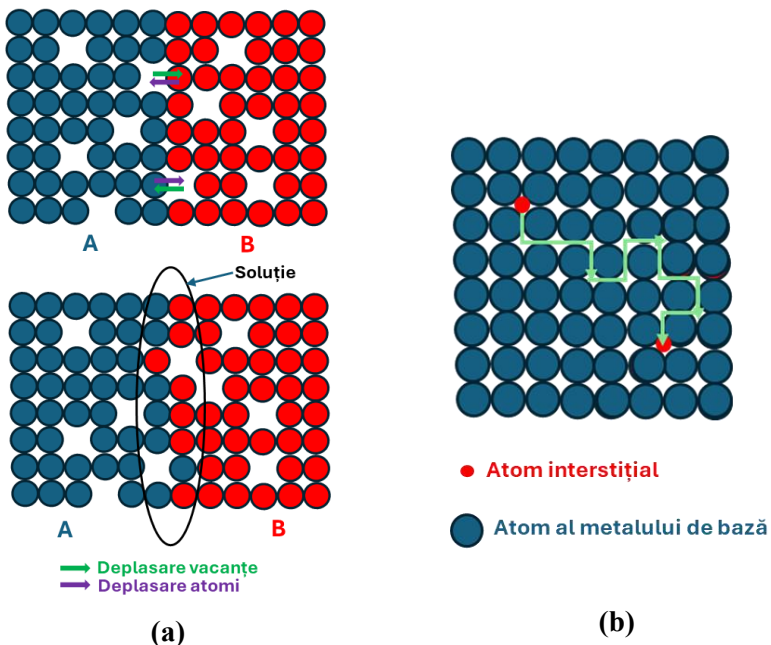 A
B
Soluție
A
B
Deplasare vacanțe
Deplasare atomi
(a)
Atom interstițial
Atom al metalului de bază
(b)